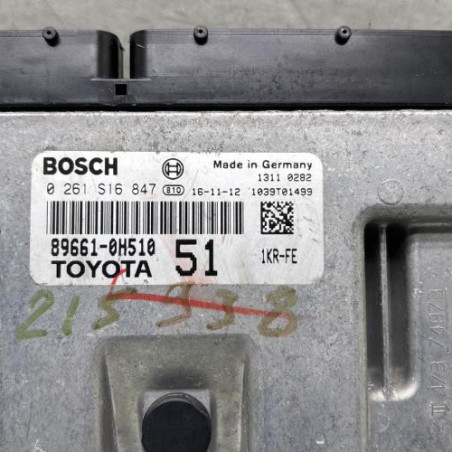 BOSCH Made in Germany
1311 0282
0 261 S16 847 810 16-11-12 1039T01499
89661-0H510 51 1KR-FE
TOYOTA
215938